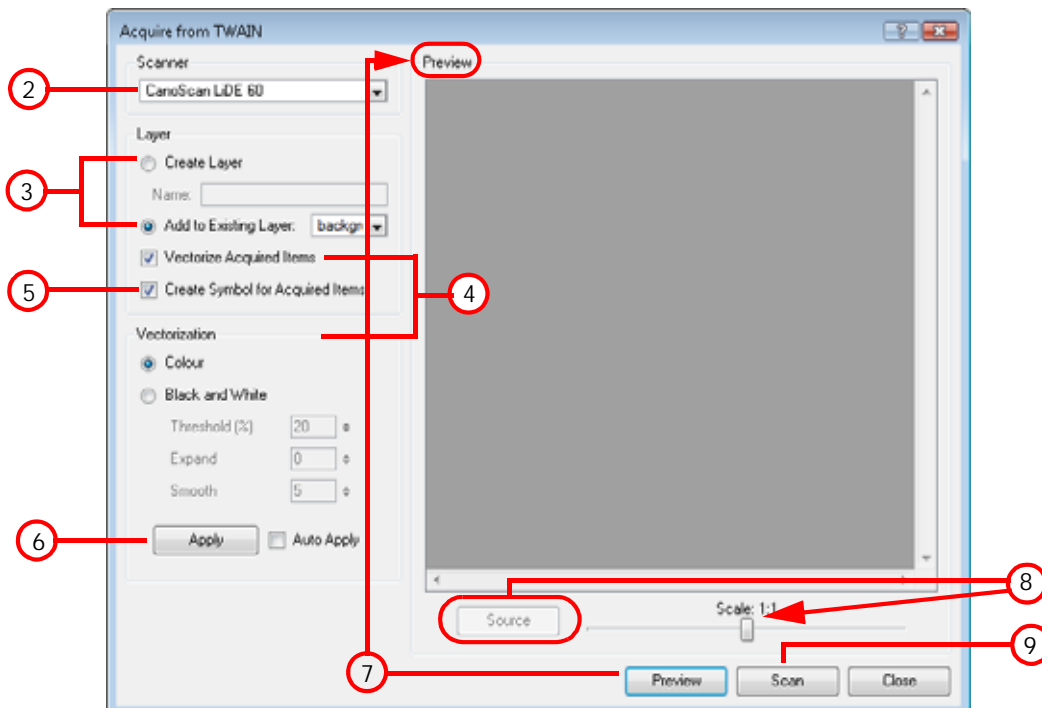 Acquire from TWAIN
Scanner
CanoScan LiDE 60
Layer
Create Layer
Name:
Add to Existing Layer: backgr
Vectorize Acquired Items
Create Symbol for Acquired Items
Vectorization
Colour
Black and White
Threshold (%) 20
Expand 0
Smooth 5
Apply Auto Apply
Preview
Source
Scale: 1:1
Preview Scan Close
2
3
5
4
6
7
8
9